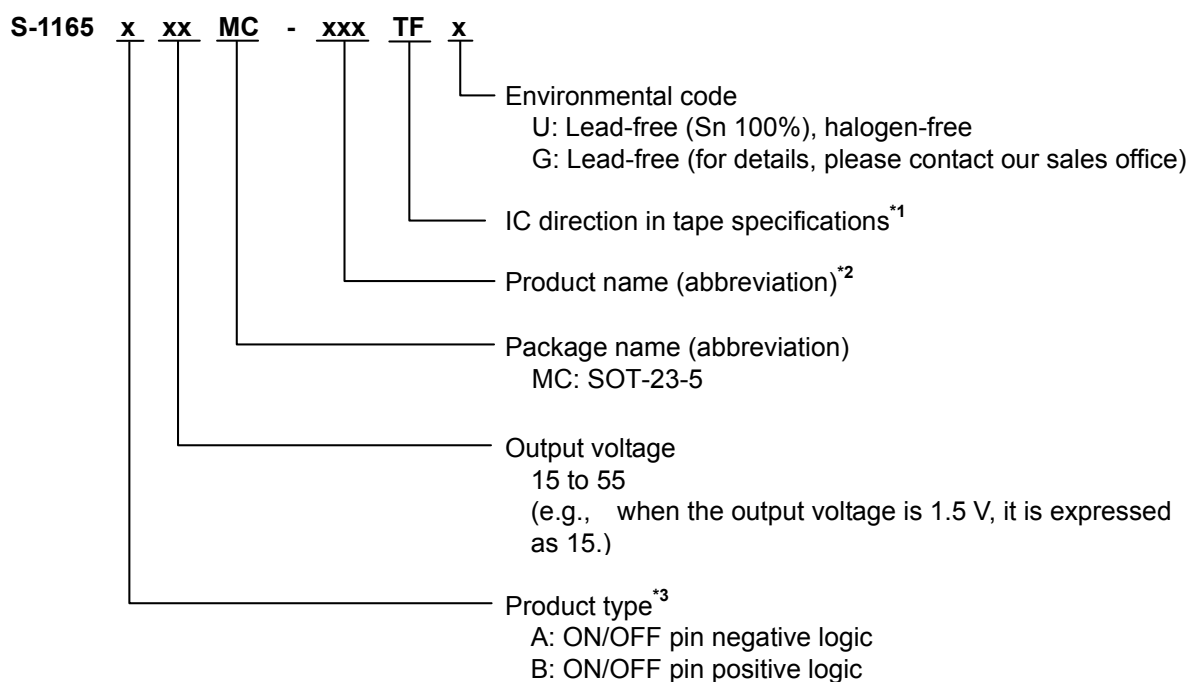 S-1165 x xx MC - xxx TF x
Environmental code
U: Lead-free (Sn 100%), halogen-free
G: Lead-free (for details, please contact our sales office)
IC direction in tape specifications*1
Product name (abbreviation)*2
Package name (abbreviation)
MC: SOT-23-5
Output voltage
15 to 55
(e.g., when the output voltage is 1.5 V, it is expressed
as 15.)
Product type*3
A: ON/OFF pin negative logic
B: ON/OFF pin positive logic